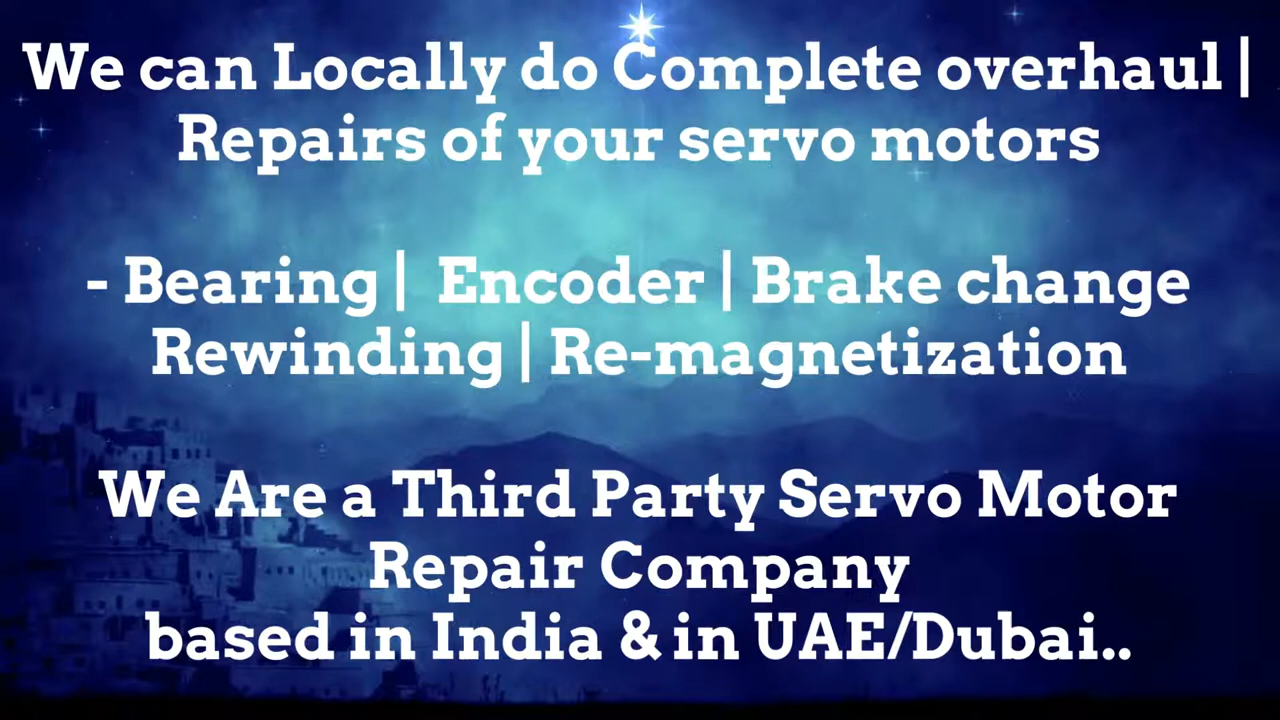 We can Locally do Complete overhaul |
Repairs of your servo motors
- Bearing | Encoder | Brake change
Rewinding | Re-magnetization
We Are a Third Party Servo Motor
Repair Company
based in India & in UAE/Dubai..